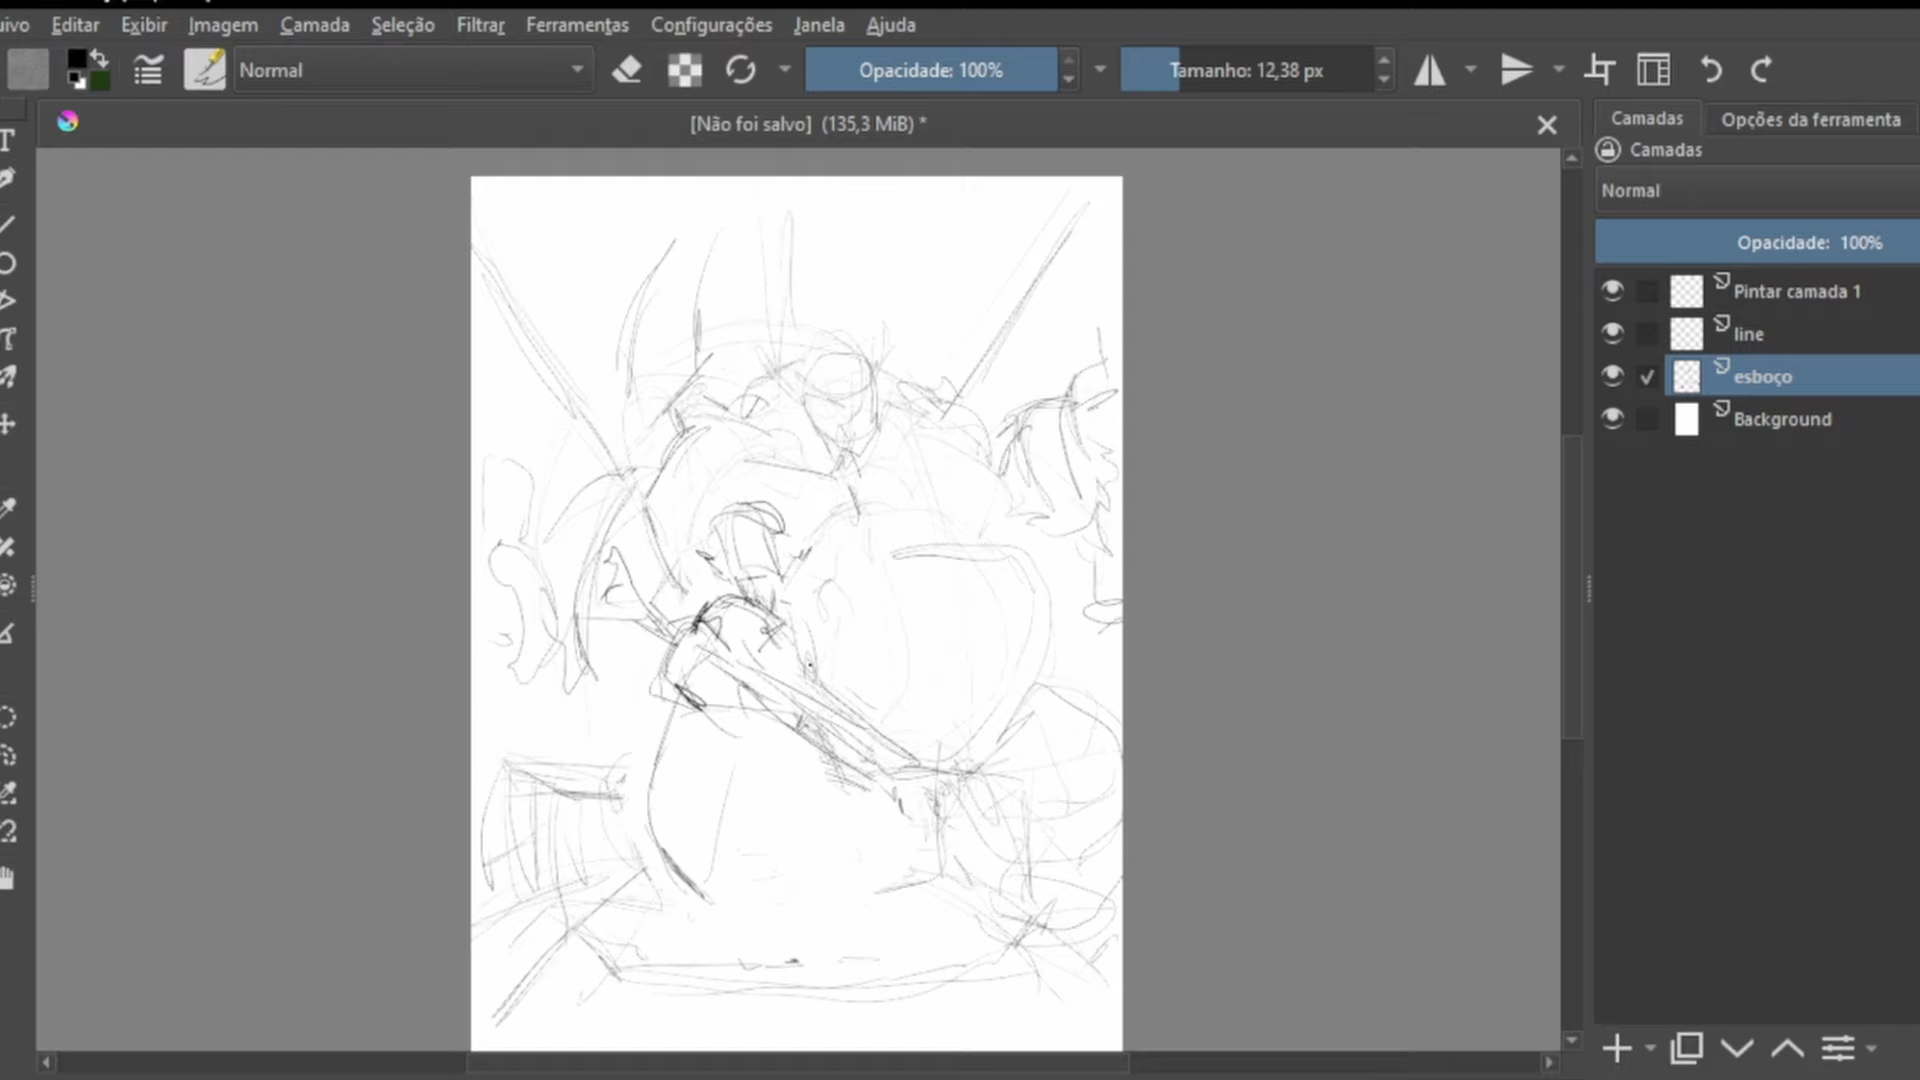 uivo Editar Exibir Imagem Camada Seleção Filtrar Ferramentas Configurações Janela Ajuda
Normal Opacidade: 100% Tamanho: 12,38 px
[Não foi salvo] (135,3 MiB) *
Camadas Opções da ferramenta
Camadas
Normal
Opacidade: 100%
Pintar camada 1
line
esboço
Background